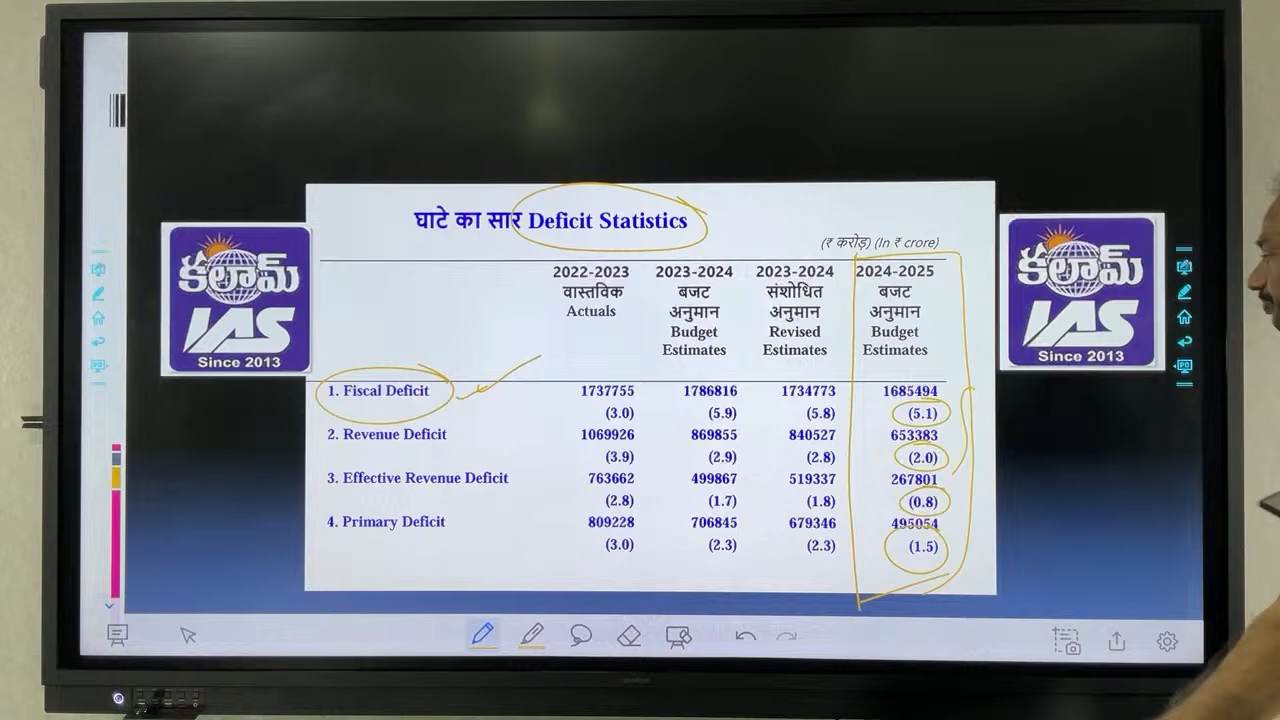 घाटे का सार Deficit Statistics
(₹ करोड़) (In ₹ crore)
2022-2023 2023-2024 2023-2024 2024-2025
वास्तविक बजट संशोधित बजट
Actuals अनुमान अनुमान अनुमान
Budget Revised Budget
Estimates Estimates Estimates
1. Fiscal Deficit 1737755 1786816 1734773 1685494
(3.0) (5.9) (5.8) (5.1)
2. Revenue Deficit 1069926 869855 840527 653383
(3.9) (2.9) (2.8) (2.0)
3. Effective Revenue Deficit 763662 499867 519337 267801
(2.8) (1.7) (1.8) (0.8)
4. Primary Deficit 809228 706845 679346 495054
(3.0) (2.3) (2.3) (1.5)
కలామ్
IAS
Since 2013
కలామ్
IAS
Since 2013